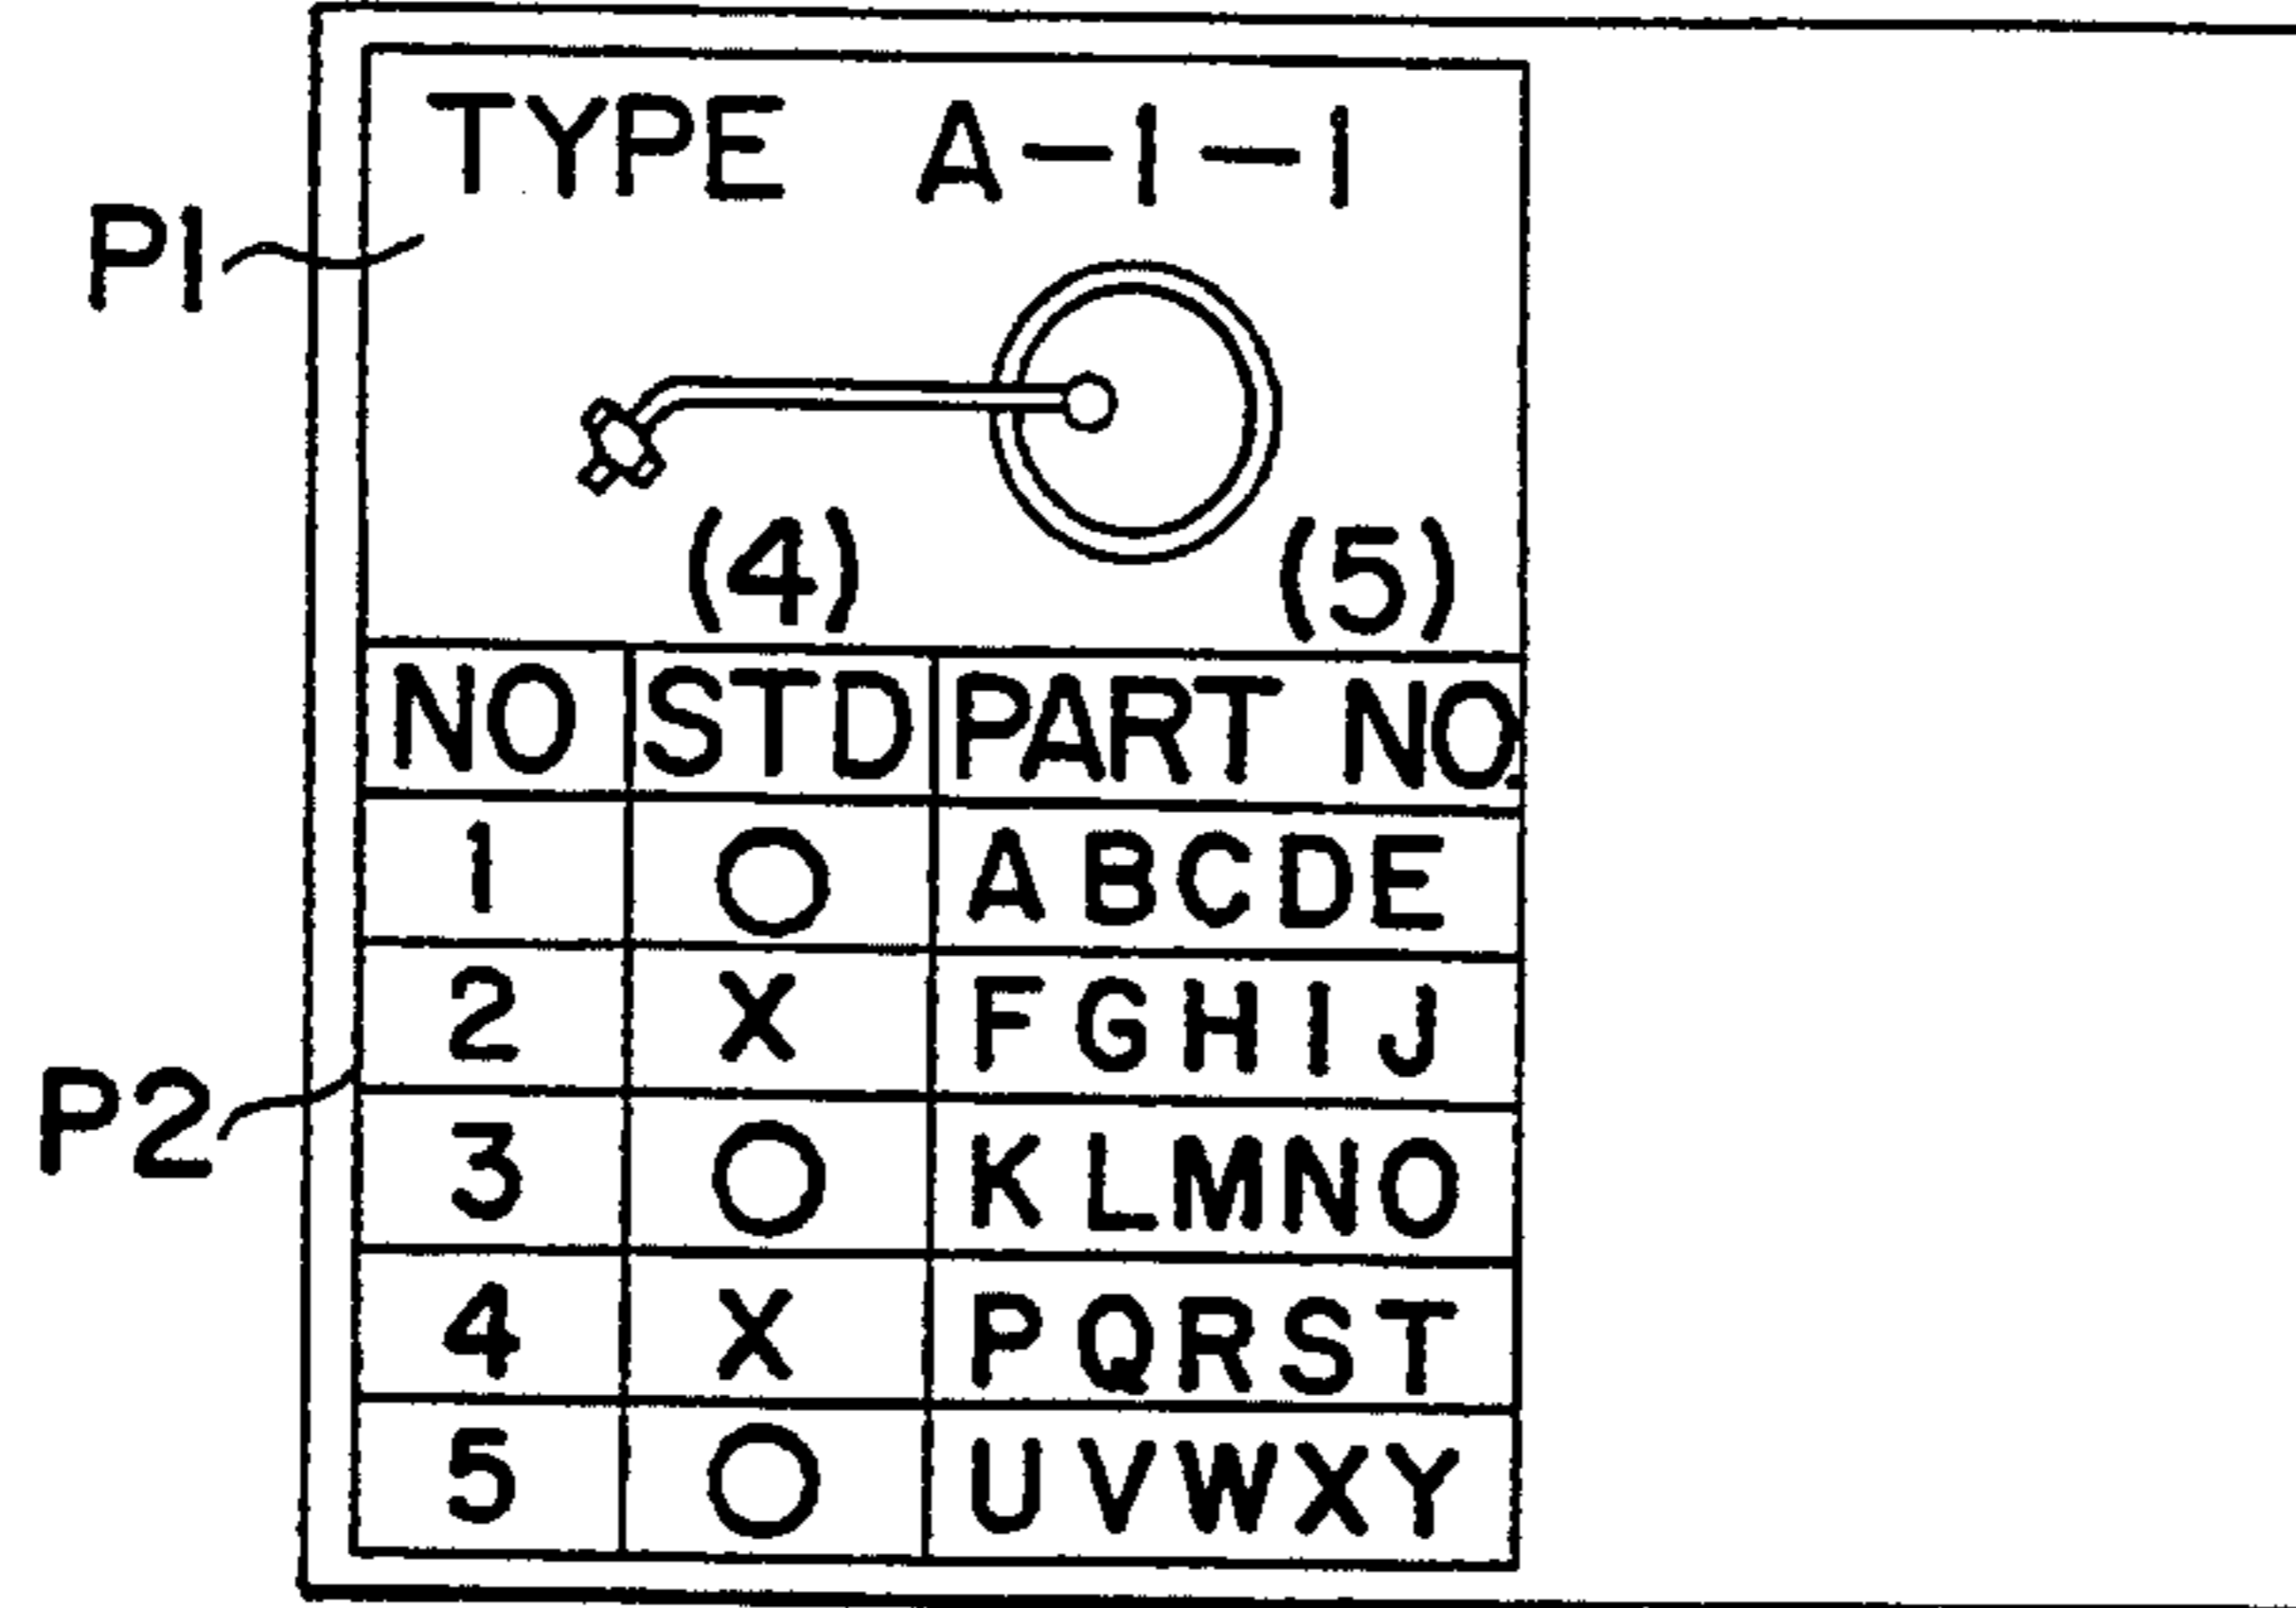 TYPE A-1-1
P1
(4) (5)
NO STD PART NO.
1 O ABCDE
2 X FGHIJ
P2
3 O KLMNO
4 X PQRST
5 O UVWXY